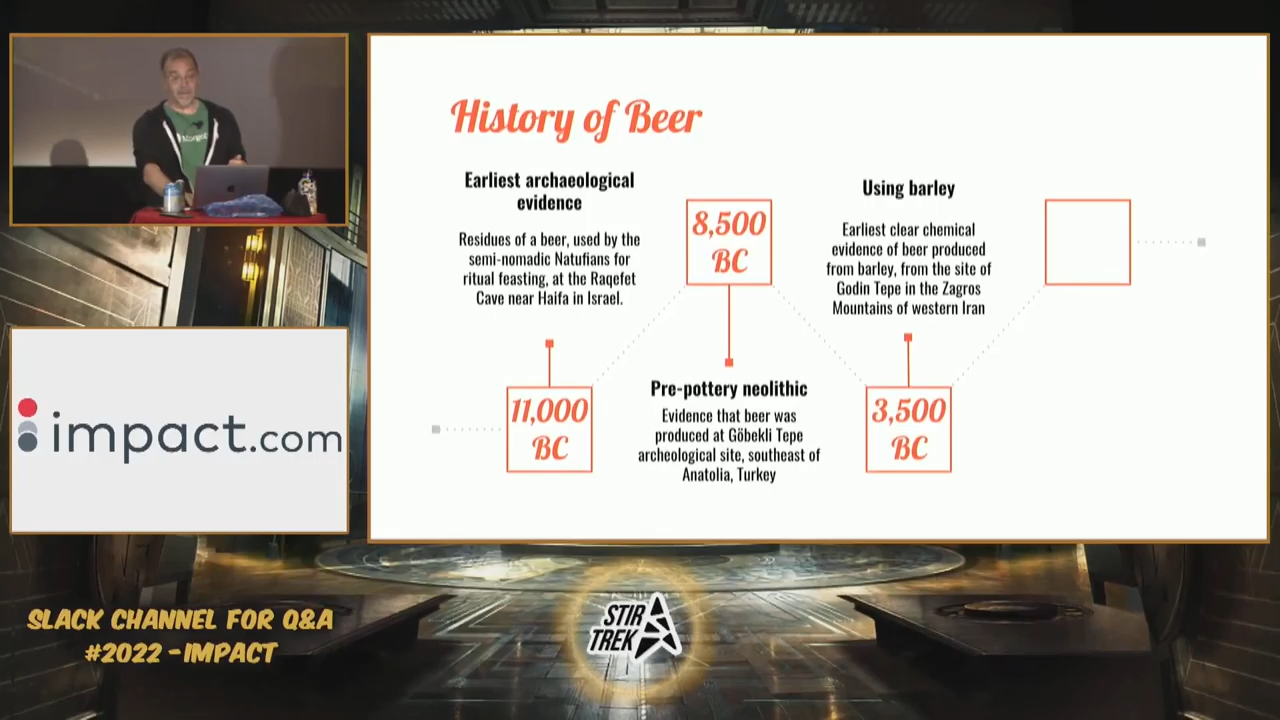 History of Beer
Earliest archaeological
evidence
Residues of a beer, used by the
semi-nomadic Natufians for
ritual feasting, at the Raqefet
Cave near Haifa in Israel.
11,000
BC
8,500
BC
Pre-pottery neolithic
Evidence that beer was
produced at Göbekli Tepe
archeological site, southeast of
Anatolia, Turkey
Using barley
Earliest clear chemical
evidence of beer produced
from barley, from the site of
Godin Tepe in the Zagros
Mountains of western Iran
3,500
BC
impact.com
SLACK CHANNEL FOR Q&A
#2022 - IMPACT
STIR
TREK